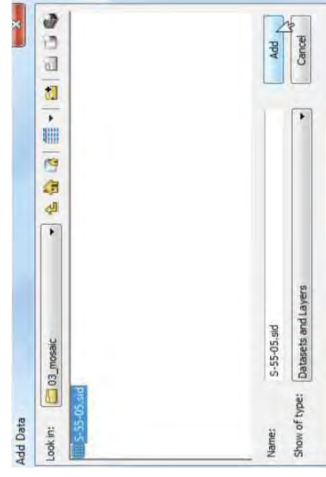 Add Data
Look in: 03_mosaic
S-55-05.sid
Name: S-55-05.sid Add
Show of type: Datasets and Layers Cancel